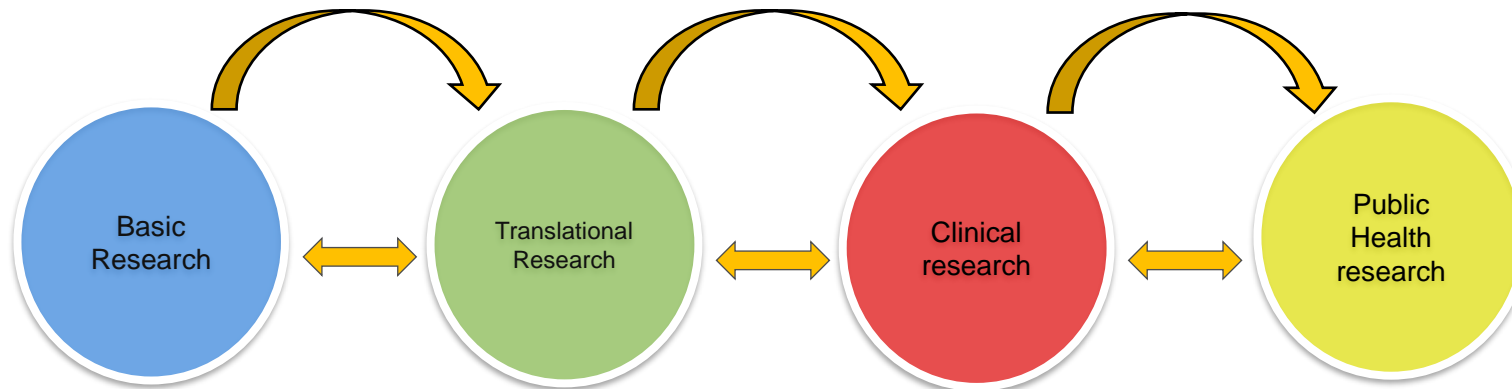 Basic
Research
Translational
Research
Clinical
research
Public
Health
research